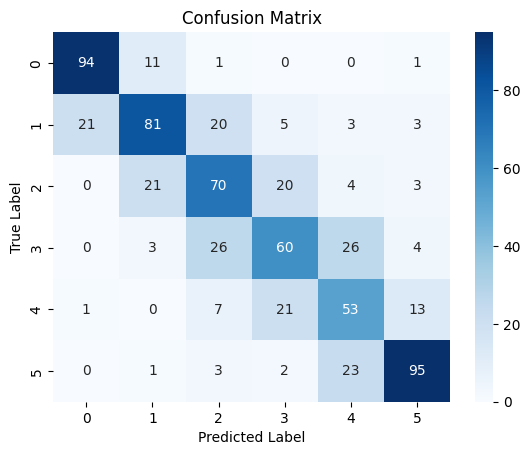 Confusion Matrix
True Label
0 94 11 1 0 0 1
1 21 81 20 5 3 3
2 0 21 70 20 4 3
3 0 3 26 60 26 4
4 1 0 7 21 53 13
5 0 1 3 2 23 95
0 1 2 3 4 5
Predicted Label
80
60
40
20
0